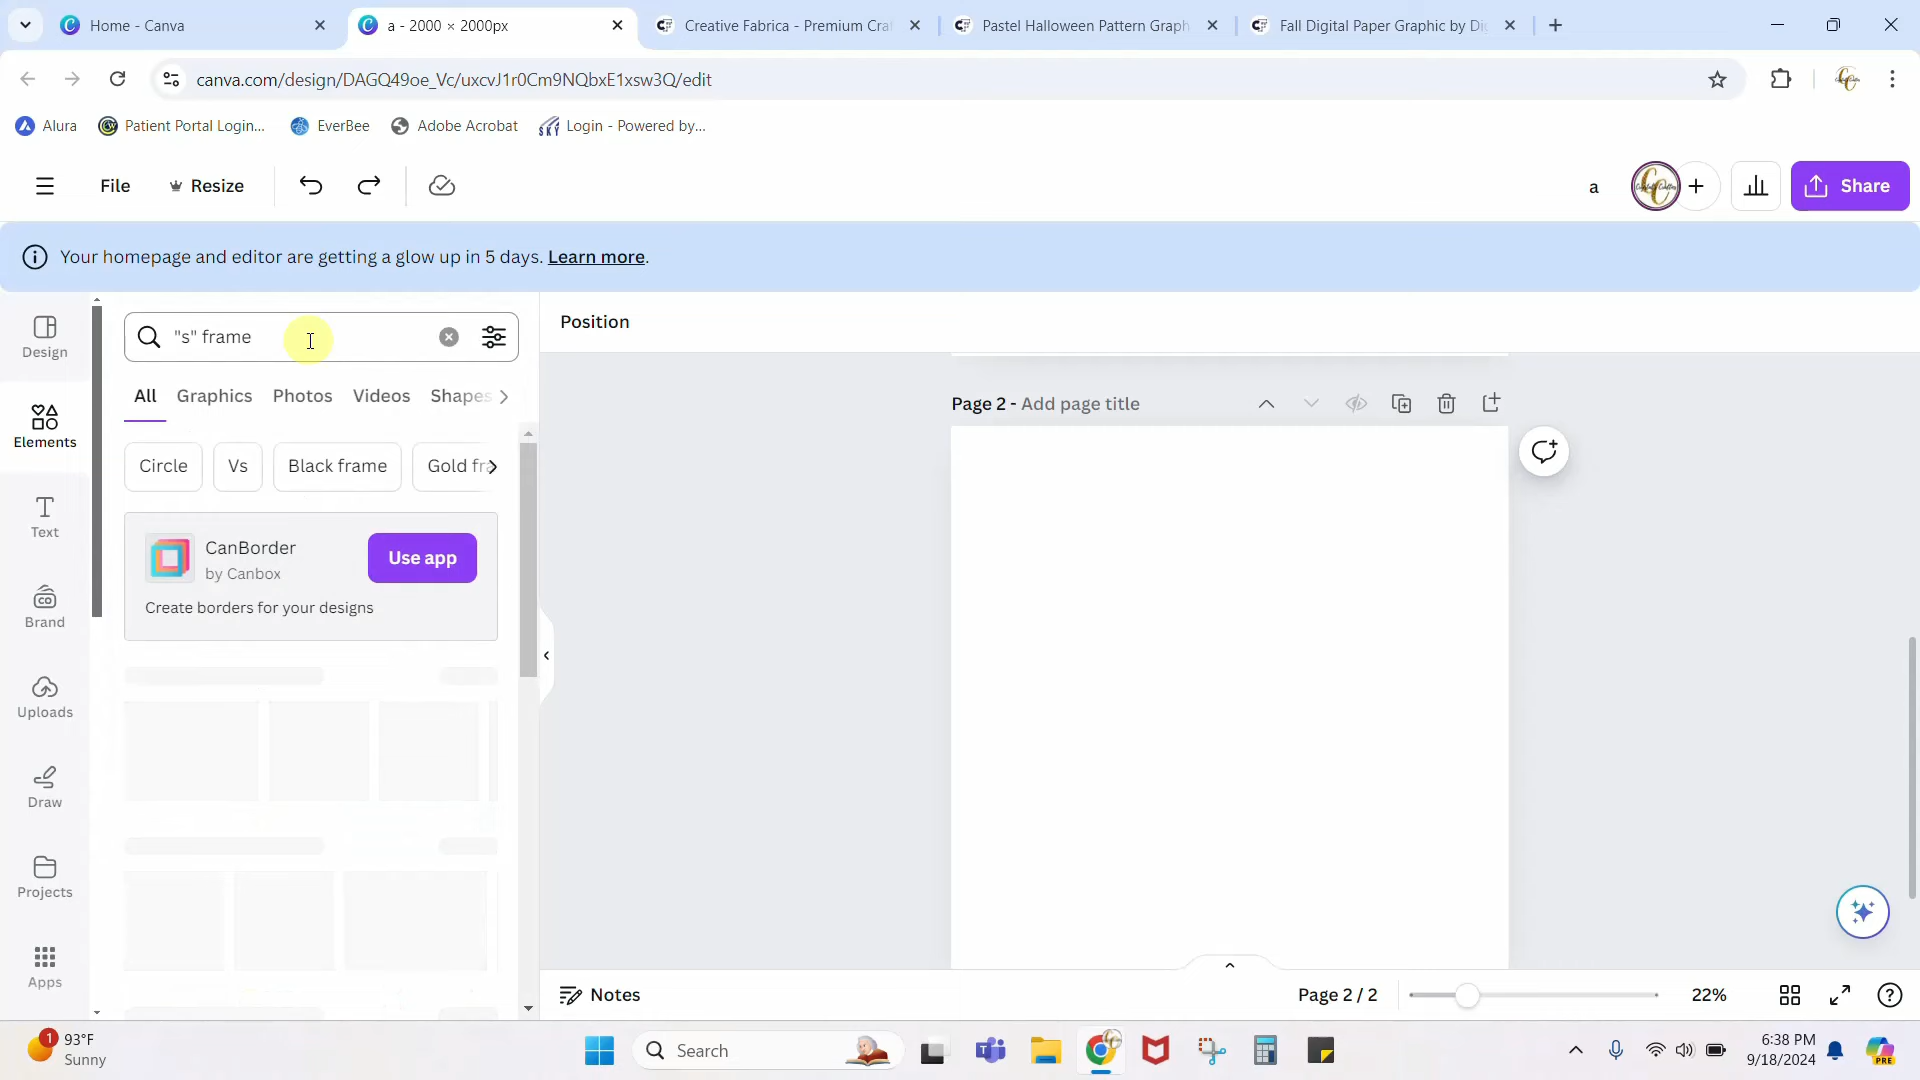 Home - Canva
a - 2000 × 2000px
Creative Fabrica - Premium Cra
Pastel Halloween Pattern Graph
Fall Digital Paper Graphic by Di
canva.com/design/DAGQ49oe_Vc/uxcvJ1r0Cm9NQbxE1xsw3Q/edit
Alura
Patient Portal Login...
EverBee
Adobe Acrobat
Login - Powered by...
File
Resize
a
Share
Your homepage and editor are getting a glow up in 5 days. Learn more.
Design
Elements
Text
Brand
Uploads
Draw
Projects
Apps
"s" frame
All Graphics Photos Videos Shapes
Circle
Vs
Black frame
Gold fra
CanBorder
by Canbox
Use app
Create borders for your designs
Position
Page 2 - Add page title
Notes
Page 2 / 2
22%
1
93°F
Sunny
Search
6:38 PM
9/18/2024
PRE